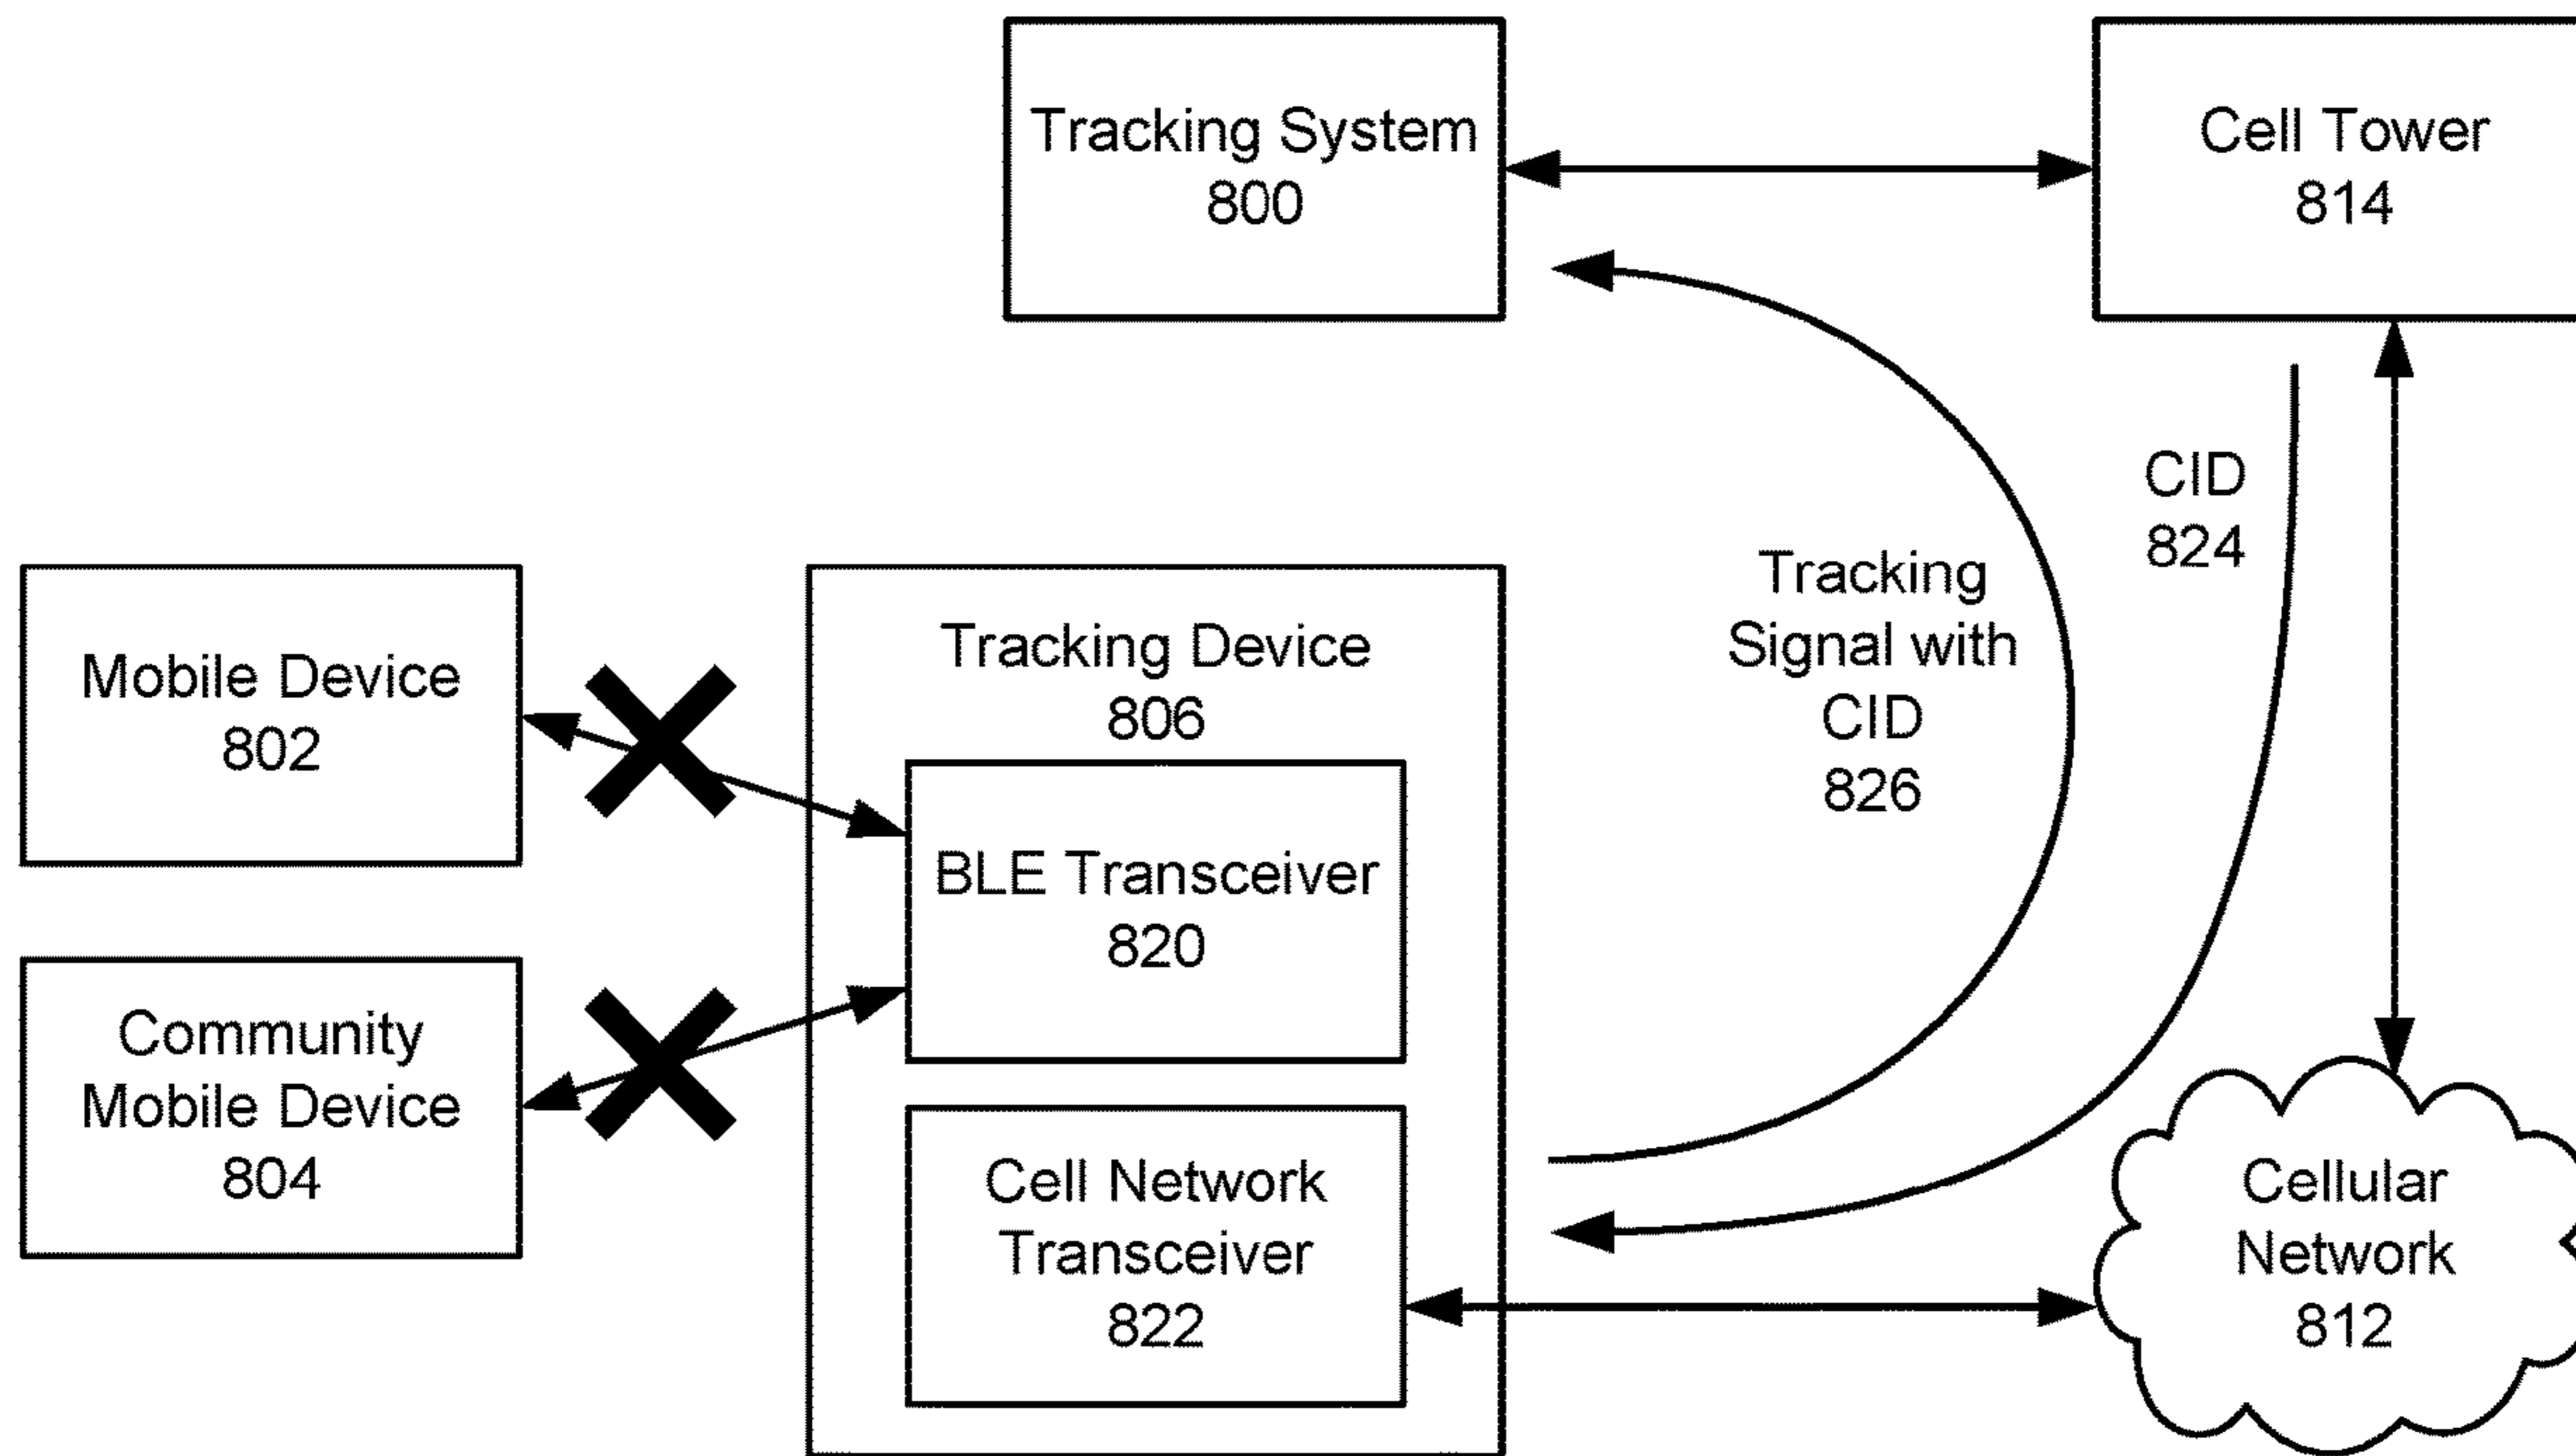 Tracking System
800
Cell Tower
814
CID
824
Tracking
Signal with
CID
826
Mobile Device
802
Tracking Device
806
BLE Transceiver
820
Community
Mobile Device
804
Cell Network
Transceiver
822
Cellular
Network
812